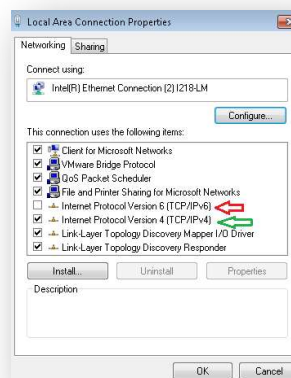 Local Area Connection Properties
Networking
Sharing
Connect using:
Intel(R) Ethernet Connection (2) I218-LM
Configure...
This connection uses the following items:
Client for Microsoft Networks
VMware Bridge Protocol
QoS Packet Scheduler
File and Printer Sharing for Microsoft Networks
Internet Protocol Version 6 (TCP/IPv6)
Internet Protocol Version 4 (TCP/IPv4)
Link-Layer Topology Discovery Mapper I/O Driver
Link-Layer Topology Discovery Responder
Install...
Uninstall
Properties
Description
OK
Cancel